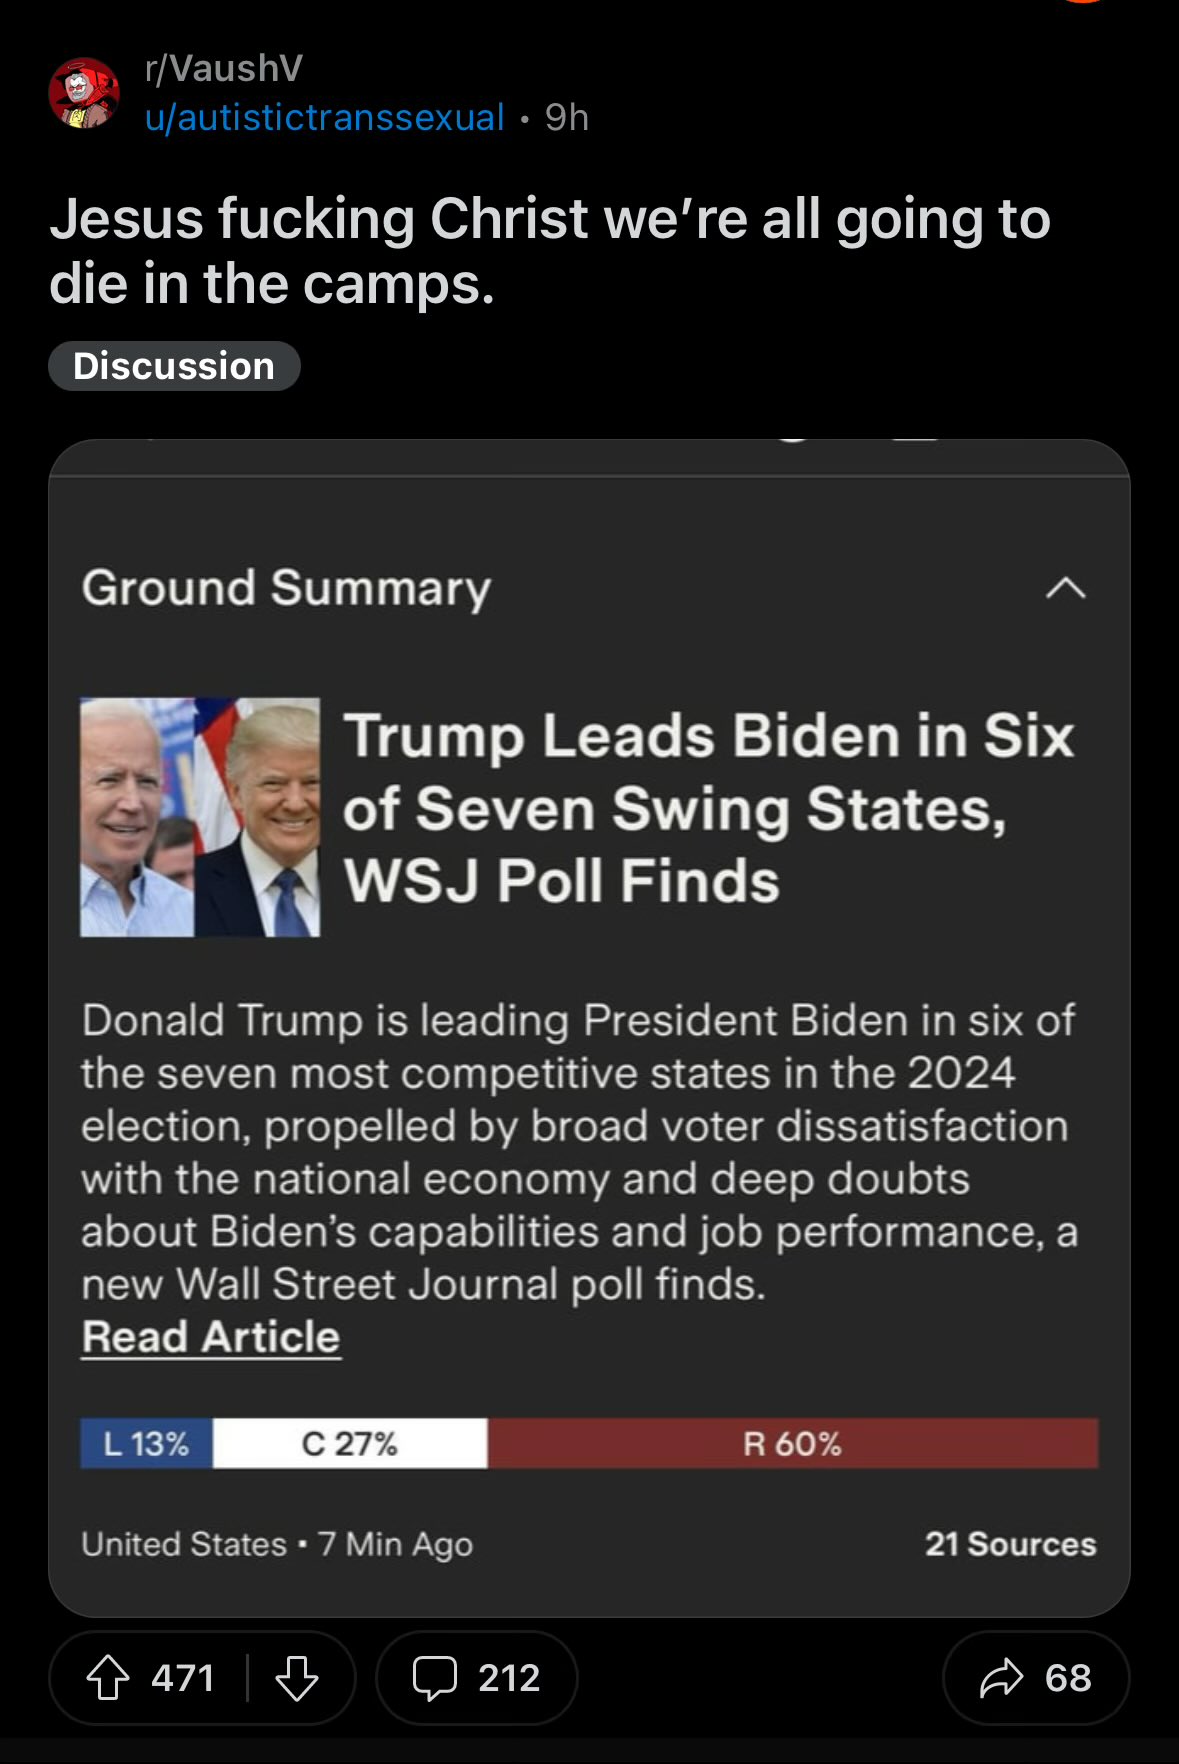 r/VaushV
u/autistictranssexual • 9h
Jesus fucking Christ we’re all going to
die in the camps.
Discussion
Ground Summary
Trump Leads Biden in Six
of Seven Swing States,
WSJ Poll Finds
Donald Trump is leading President Biden in six of
the seven most competitive states in the 2024
election, propelled by broad voter dissatisfaction
with the national economy and deep doubts
about Biden’s capabilities and job performance, a
new Wall Street Journal poll finds.
Read Article
L 13% C 27% R 60%
United States • 7 Min Ago 21 Sources
471 212 68